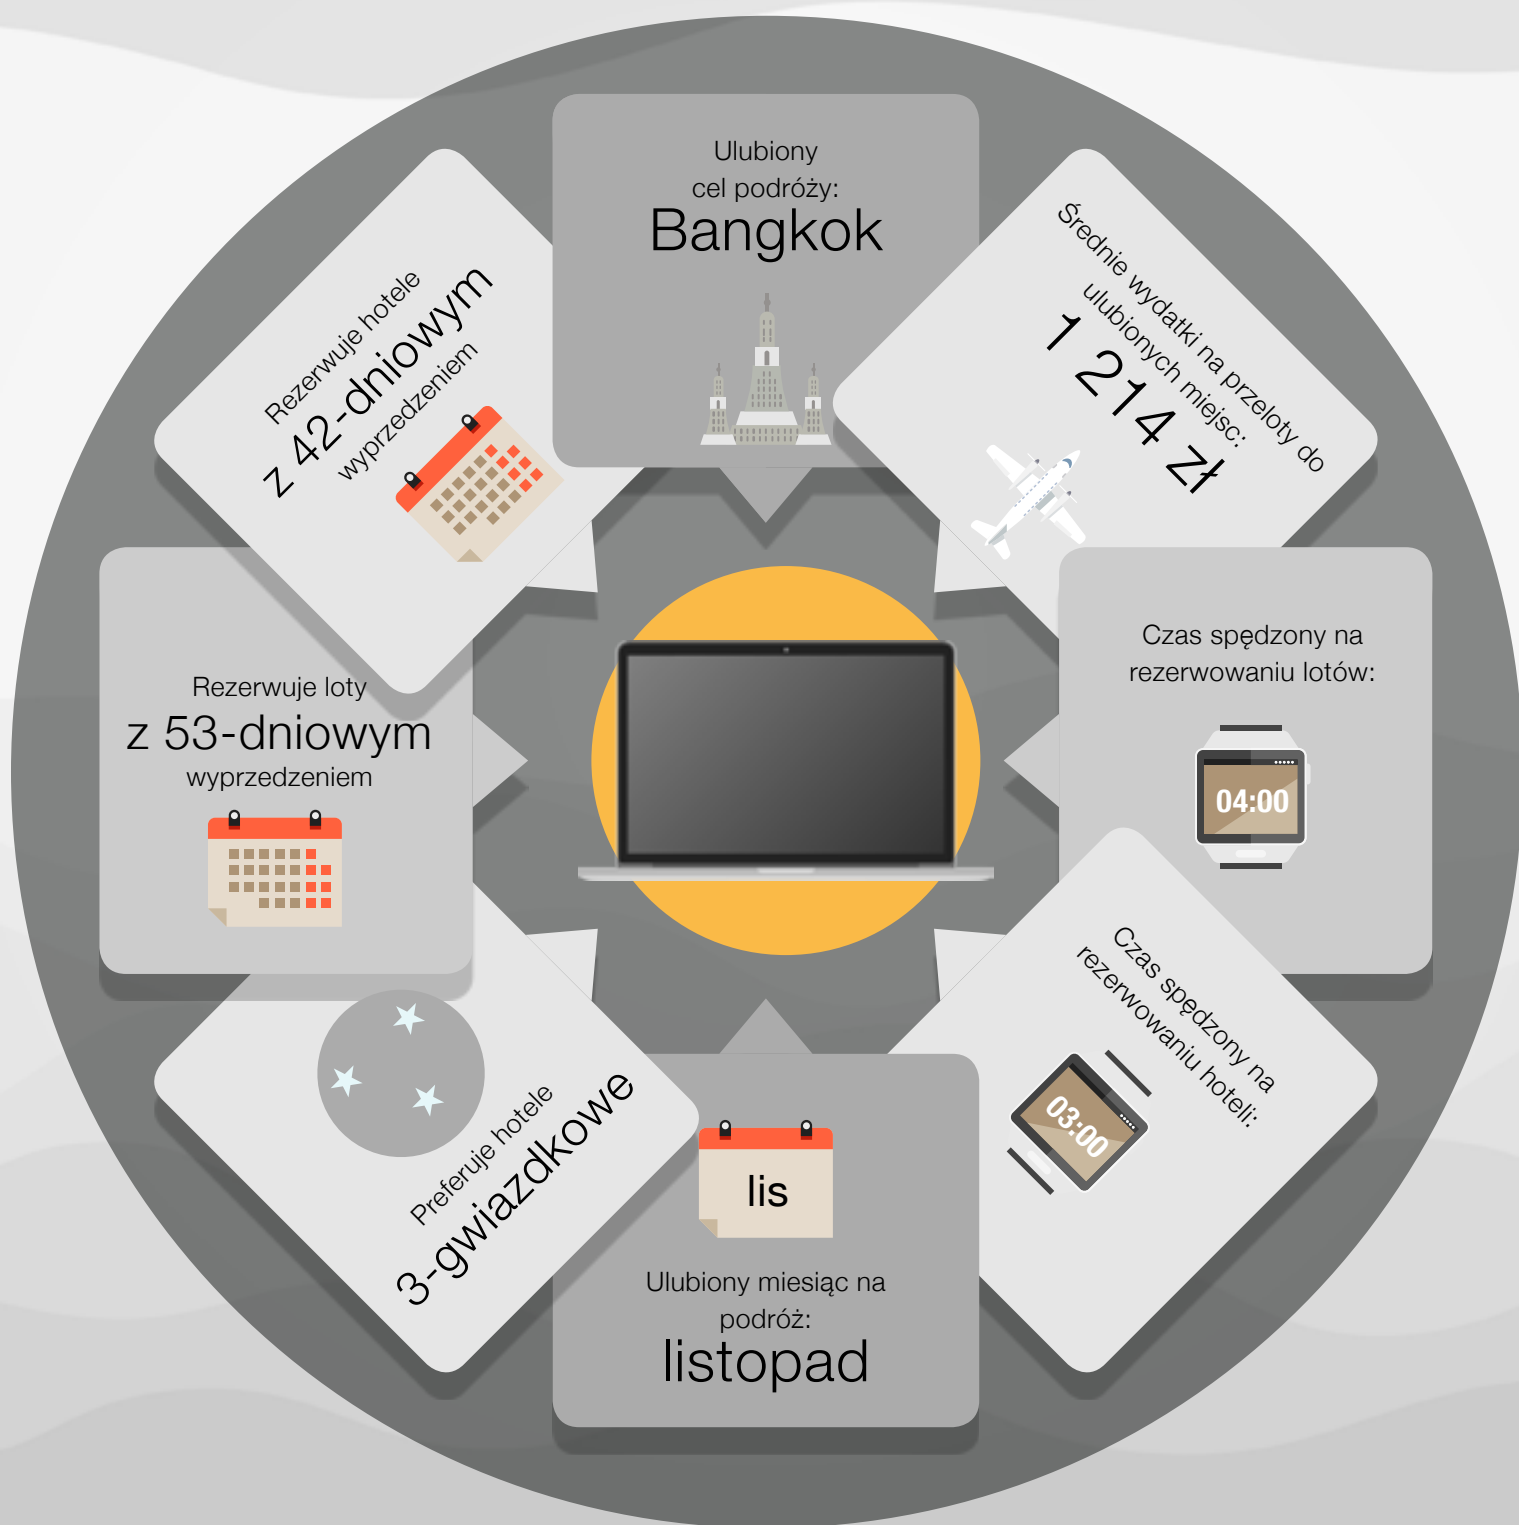 Ulubiony
cel podróży:
Bangkok
Średnie wydatki na przeloty do
ulubionych miejsc:
1 214 zł
Czas spędzony na
rezerwowaniu lotów:
04:00
Czas spędzony na
rezerwowaniu hoteli:
03:00
lis
Ulubiony miesiąc na
podróż:
listopad
Preferuje hotele
3-gwiazdkowe
Rezerwuje loty
z 53-dniowym
wyprzedzeniem
Rezerwuje hotele
z 42-dniowym
wyprzedzeniem